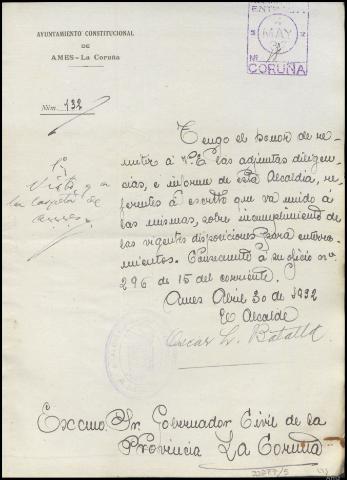 AYUNTAMIENTO CONSTITUCIONAL
DE
AMES-La Coruña
Núm. 132
ENTRADA
MAY
CORUÑA
Tengo el honor de re-
mitir á V.E. las adjuntas diligen-
cias, e informe de esta Alcaldia, re-
ferentes á escrito que va unido á
las mismas, sobre incumplimiento de
las vigentes disposiciones para enterra-
mientos. Consecuente á su oficio nº
296 de 15 del corriente.
Ames Abril 30 de 1932
El Alcalde
Oscar L. Batalla
Visto, y a
la carpeta de
Ames.
Excmo. Sr. Gobernador Civil de la
Provincia La Coruña